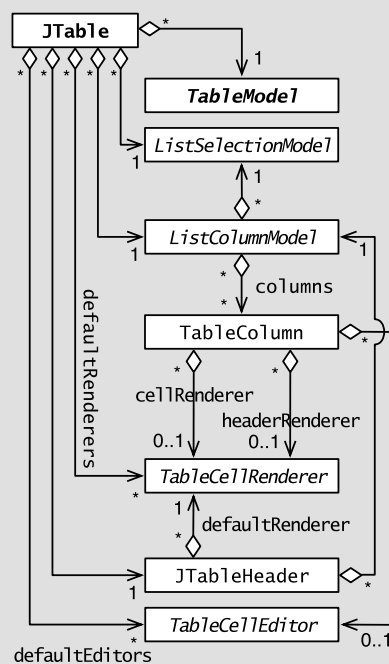 JTable
*
1
* * * * *
TableModel
ListSelectionModel
1
1
*
ListColumnModel
1
1
*
*
columns
TableColumn
*
*
*
defaultRenderers
cellRenderer
headerRenderer
0..1
0..1
TableCellRenderer
*
1
defaultRenderer
*
JTableHeader
1
*
TableCellEditor
*
0..1
defaultEditors